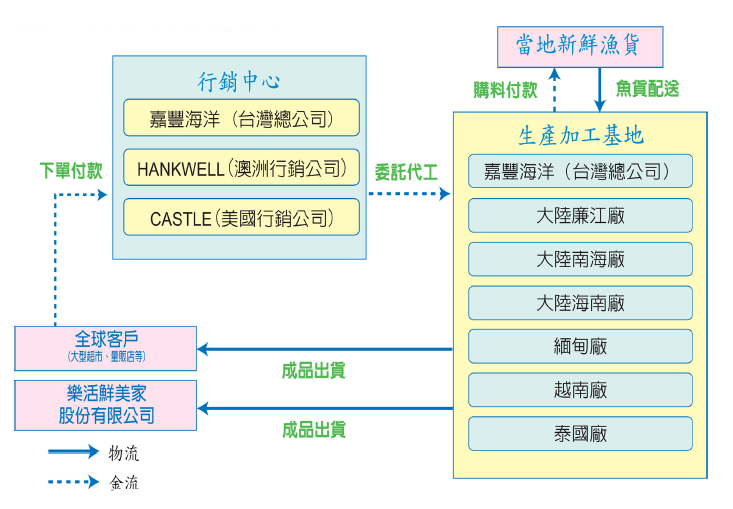 當地新鮮漁貨
購料付款
魚貨配送
行銷中心
嘉豐海洋（台灣總公司）
HANKWELL（澳洲行銷公司）
CASTLE（美國行銷公司）
下單付款
委託代工
生產加工基地
嘉豐海洋（台灣總公司）
大陸廉江廠
大陸南海廠
大陸海南廠
緬甸廠
越南廠
泰國廠
全球客戶
（大型超市、量販店等）
成品出貨
樂活鮮美家
股份有限公司
成品出貨
物流
金流